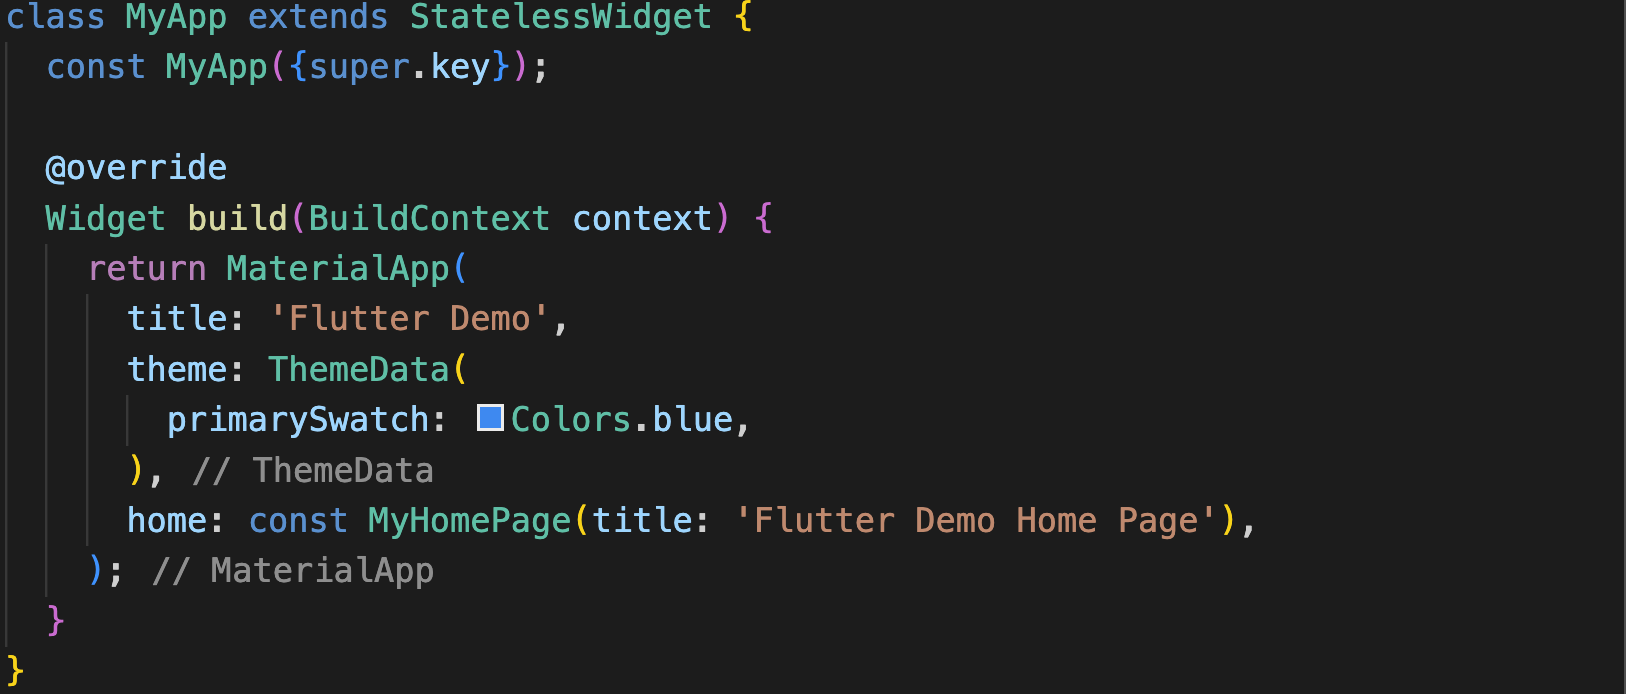 class MyApp extends StatelessWidget {
  const MyApp({super.key});

  @override
  Widget build(BuildContext context) {
    return MaterialApp(
      title: 'Flutter Demo',
      theme: ThemeData(
        primarySwatch: Colors.blue,
      ), // ThemeData
      home: const MyHomePage(title: 'Flutter Demo Home Page'),
    ); // MaterialApp
  }
}